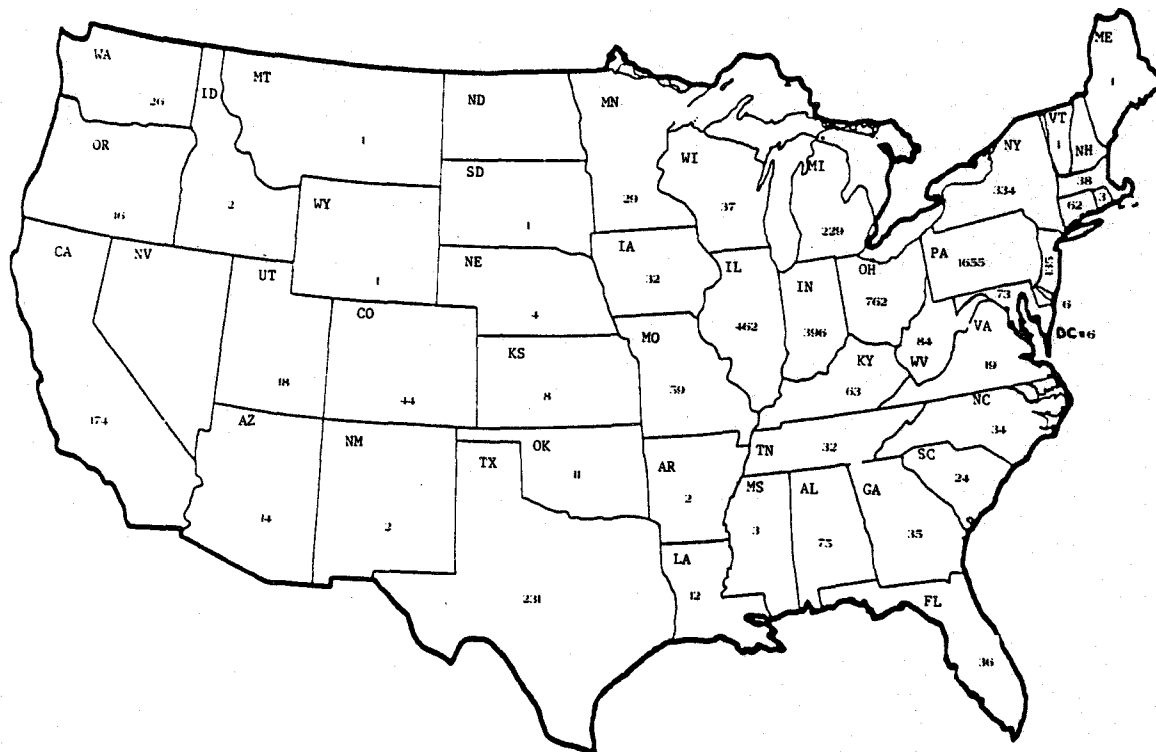 ME
1
WA
26
ID
MT
1
ND
MN
VT
1
NH
NY
334
OR
16
2
WY
1
SD
1
29
WI
37
MI
229
38
62
3
CA
174
NV
UT
18
CO
44
NE
4
IA
32
IL
462
IN
396
OH
762
PA
1655
135
73
6
DC=6
KS
8
MO
59
KY
63
84
WV
VA
19
AZ
14
NM
2
TX
231
OK
11
AR
2
TN
32
NC
34
SC
24
MS
3
AL
75
GA
35
LA
12
FL
36